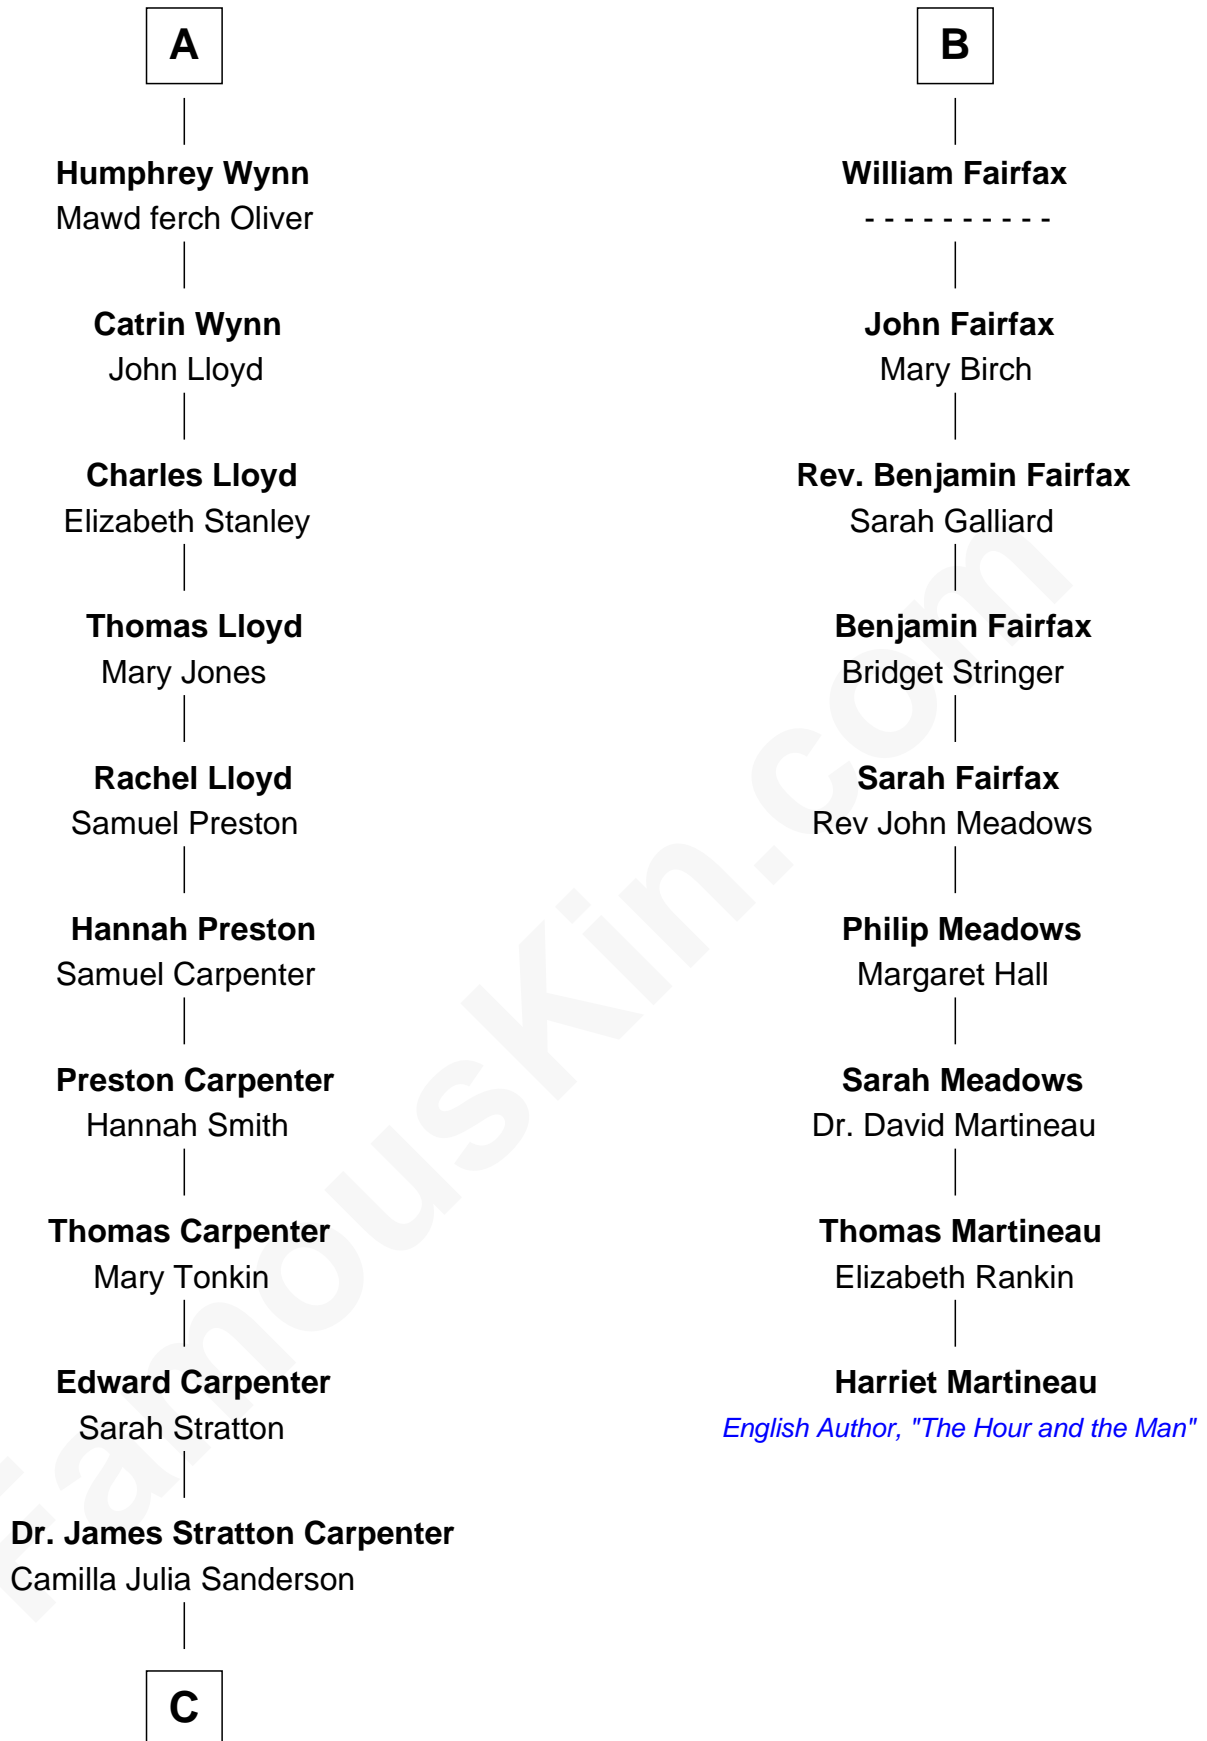 A
Humphrey Wynn
Mawd ferch Oliver
Catrin Wynn
John Lloyd
Charles Lloyd
Elizabeth Stanley
Thomas Lloyd
Mary Jones
Rachel Lloyd
Samuel Preston
Hannah Preston
Samuel Carpenter
Preston Carpenter
Hannah Smith
Thomas Carpenter
Mary Tonkin
Edward Carpenter
Sarah Stratton
Dr. James Stratton Carpenter
Camilla Julia Sanderson
C
B
William Fairfax
- - - - - - - - - -
John Fairfax
Mary Birch
Rev. Benjamin Fairfax
Sarah Galliard
Benjamin Fairfax
Bridget Stringer
Sarah Fairfax
Rev John Meadows
Philip Meadows
Margaret Hall
Sarah Meadows
Dr. David Martineau
Thomas Martineau
Elizabeth Rankin
Harriet Martineau
English Author, "The Hour and the Man"
FamousKin.com